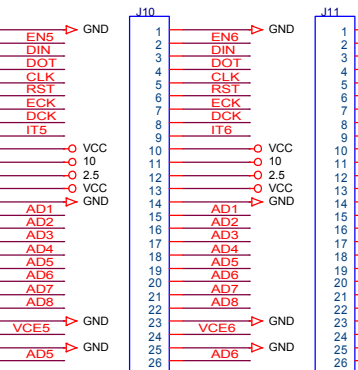 J10 J11
GND 1 GND 1
EN5 2 EN6 2
DIN 3 DIN 3
DOT 4 DOT 4
CLK 5 CLK 5
RST 6 RST 6
ECK 7 ECK 7
DCK 8 DCK 8
IT5 9 IT6 9
VCC 10 VCC 10
10 11 10 11
2.5 12 2.5 12
VCC 13 VCC 13
GND 14 GND 14
AD1 15 AD1 15
AD2 16 AD2 16
AD3 17 AD3 17
AD4 18 AD4 18
AD5 19 AD5 19
AD6 20 AD6 20
AD7 21 AD7 21
AD8 22 AD8 22
GND 23 GND 23
VCE5 24 VCE6 24
GND 25 GND 25
AD5 26 AD6 26